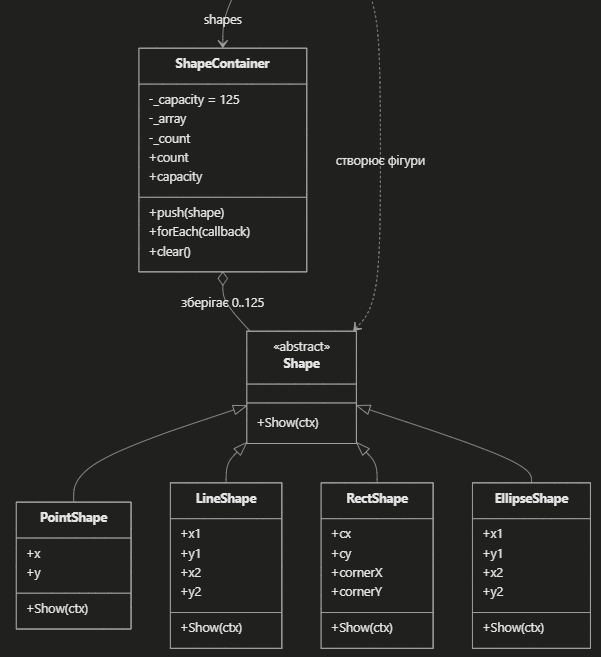 shapes
ShapeContainer
-_capacity = 125
-_array
-_count
+count
+capacity
+push(shape)
+forEach(callback)
+clear()
створює фігури
зберігає 0..125
«abstract»
Shape
+Show(ctx)
PointShape
+x
+y
+Show(ctx)
LineShape
+x1
+y1
+x2
+y2
+Show(ctx)
RectShape
+cx
+cy
+cornerX
+cornerY
+Show(ctx)
EllipseShape
+x1
+y1
+x2
+y2
+Show(ctx)